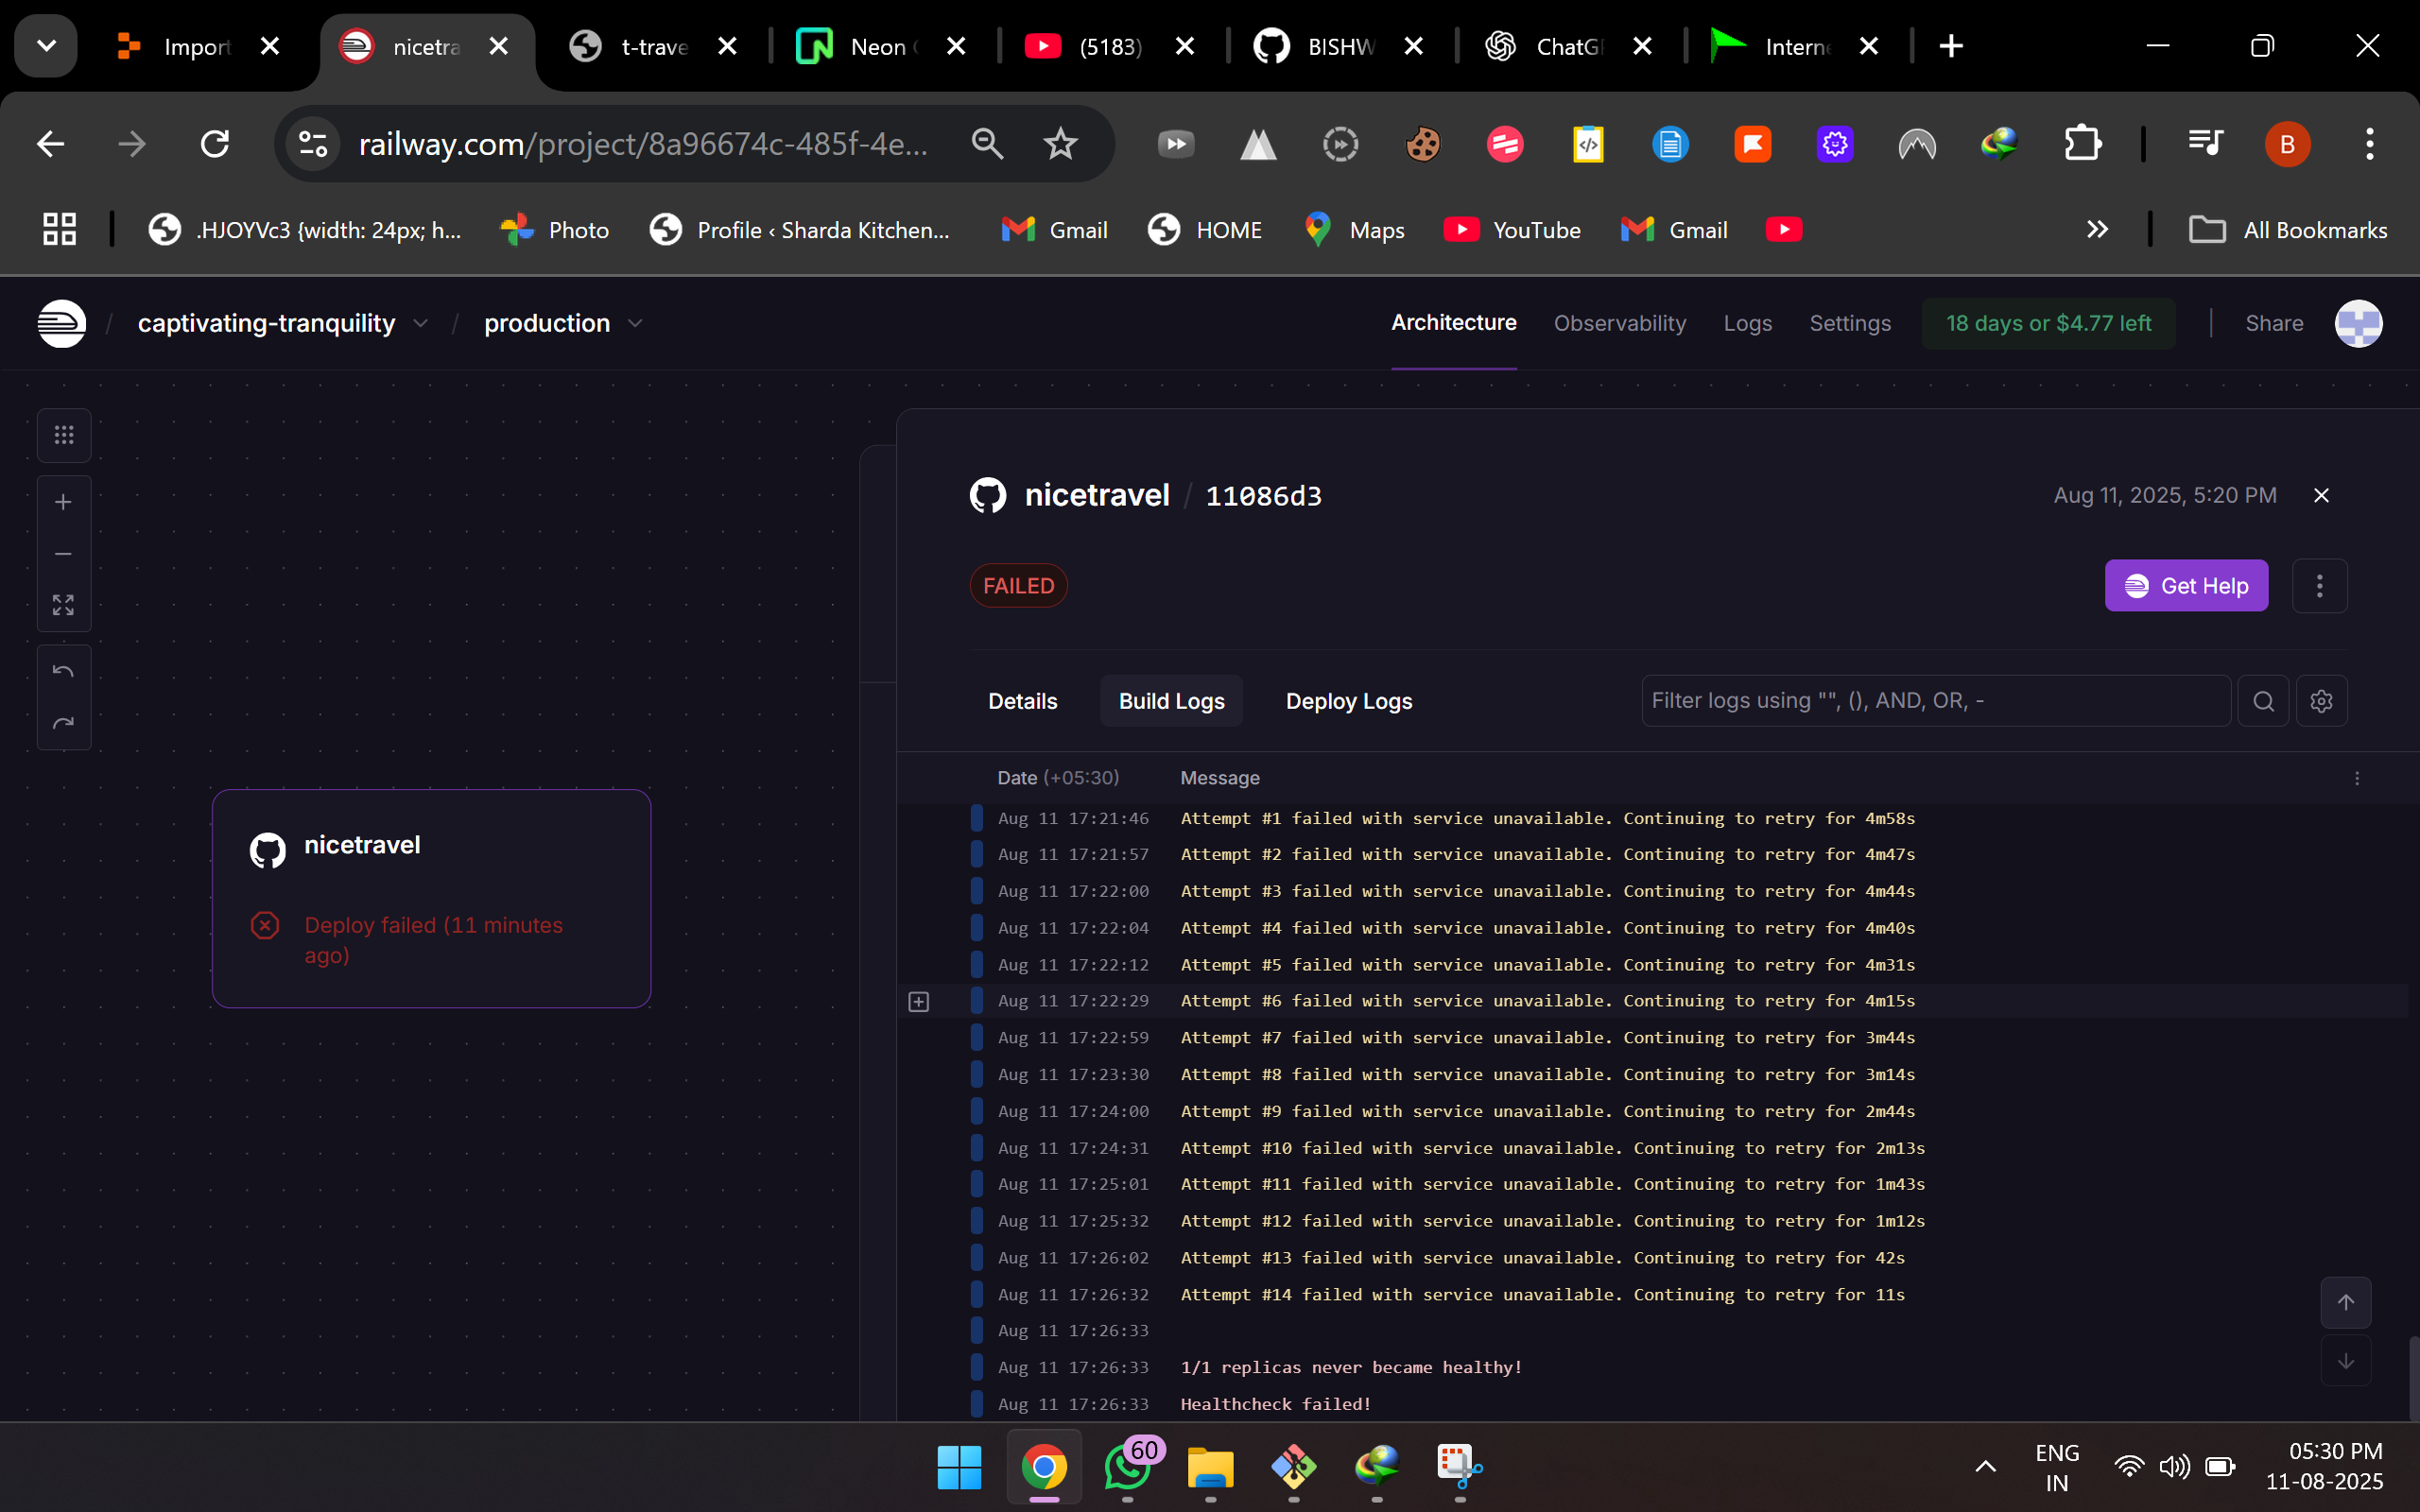 Import
nicetra
t-trave
Neon
(5183)
BISHW
ChatG
Intern
railway.com/project/8a96674c-485f-4e...
B
.HJOYVc3 {width: 24px; h...
Photo
Profile ‹ Sharda Kitchen...
Gmail
HOME
Maps
YouTube
Gmail
All Bookmarks
/ captivating-tranquility / production
Architecture
Observability
Logs
Settings
18 days or $4.77 left
Share
nicetravel / 11086d3
Aug 11, 2025, 5:20 PM
FAILED
Get Help
Details
Build Logs
Deploy Logs
Filter logs using "", (), AND, OR, -
Date (+05:30) Message
nicetravel
Deploy failed (11 minutes
ago)
Aug 11 17:21:46 Attempt #1 failed with service unavailable. Continuing to retry for 4m58s
Aug 11 17:21:57 Attempt #2 failed with service unavailable. Continuing to retry for 4m47s
Aug 11 17:22:00 Attempt #3 failed with service unavailable. Continuing to retry for 4m44s
Aug 11 17:22:04 Attempt #4 failed with service unavailable. Continuing to retry for 4m40s
Aug 11 17:22:12 Attempt #5 failed with service unavailable. Continuing to retry for 4m31s
Aug 11 17:22:29 Attempt #6 failed with service unavailable. Continuing to retry for 4m15s
Aug 11 17:22:59 Attempt #7 failed with service unavailable. Continuing to retry for 3m44s
Aug 11 17:23:30 Attempt #8 failed with service unavailable. Continuing to retry for 3m14s
Aug 11 17:24:00 Attempt #9 failed with service unavailable. Continuing to retry for 2m44s
Aug 11 17:24:31 Attempt #10 failed with service unavailable. Continuing to retry for 2m13s
Aug 11 17:25:01 Attempt #11 failed with service unavailable. Continuing to retry for 1m43s
Aug 11 17:25:32 Attempt #12 failed with service unavailable. Continuing to retry for 1m12s
Aug 11 17:26:02 Attempt #13 failed with service unavailable. Continuing to retry for 42s
Aug 11 17:26:32 Attempt #14 failed with service unavailable. Continuing to retry for 11s
Aug 11 17:26:33
Aug 11 17:26:33 1/1 replicas never became healthy!
Aug 11 17:26:33 Healthcheck failed!
60
ENG
IN
05:30 PM
11-08-2025